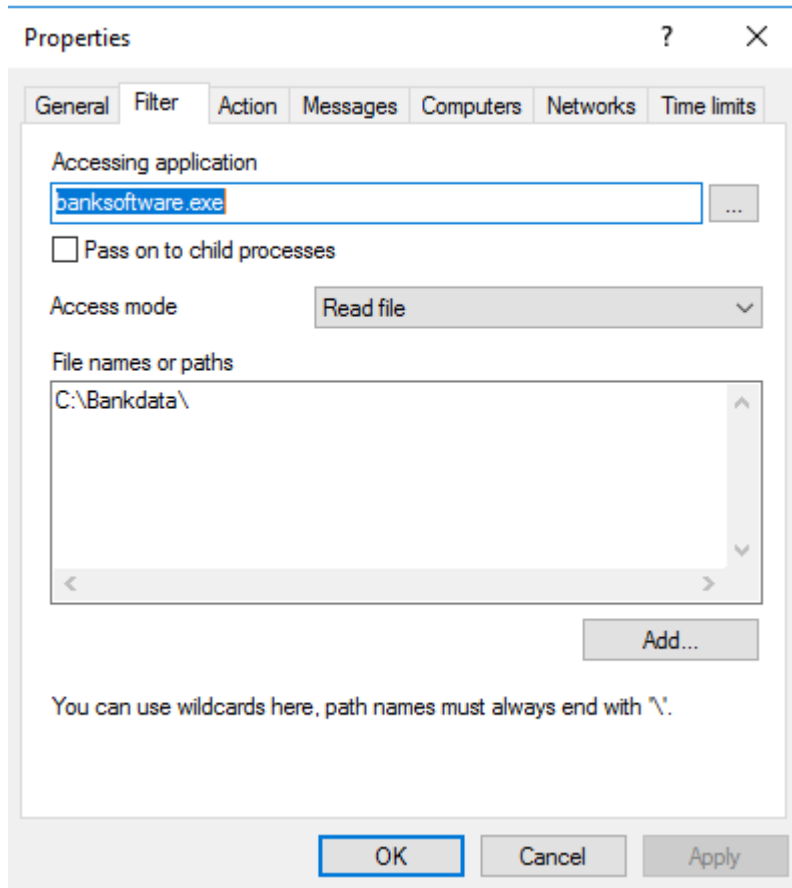 Properties
?
General Filter Action Messages Computers Networks Time limits
Accessing application
banksoftware.exe
...
Pass on to child processes
Access mode
Read file
File names or paths
C:\Bankdata\
Add...
You can use wildcards here, path names must always end with '\'.
OK Cancel Apply